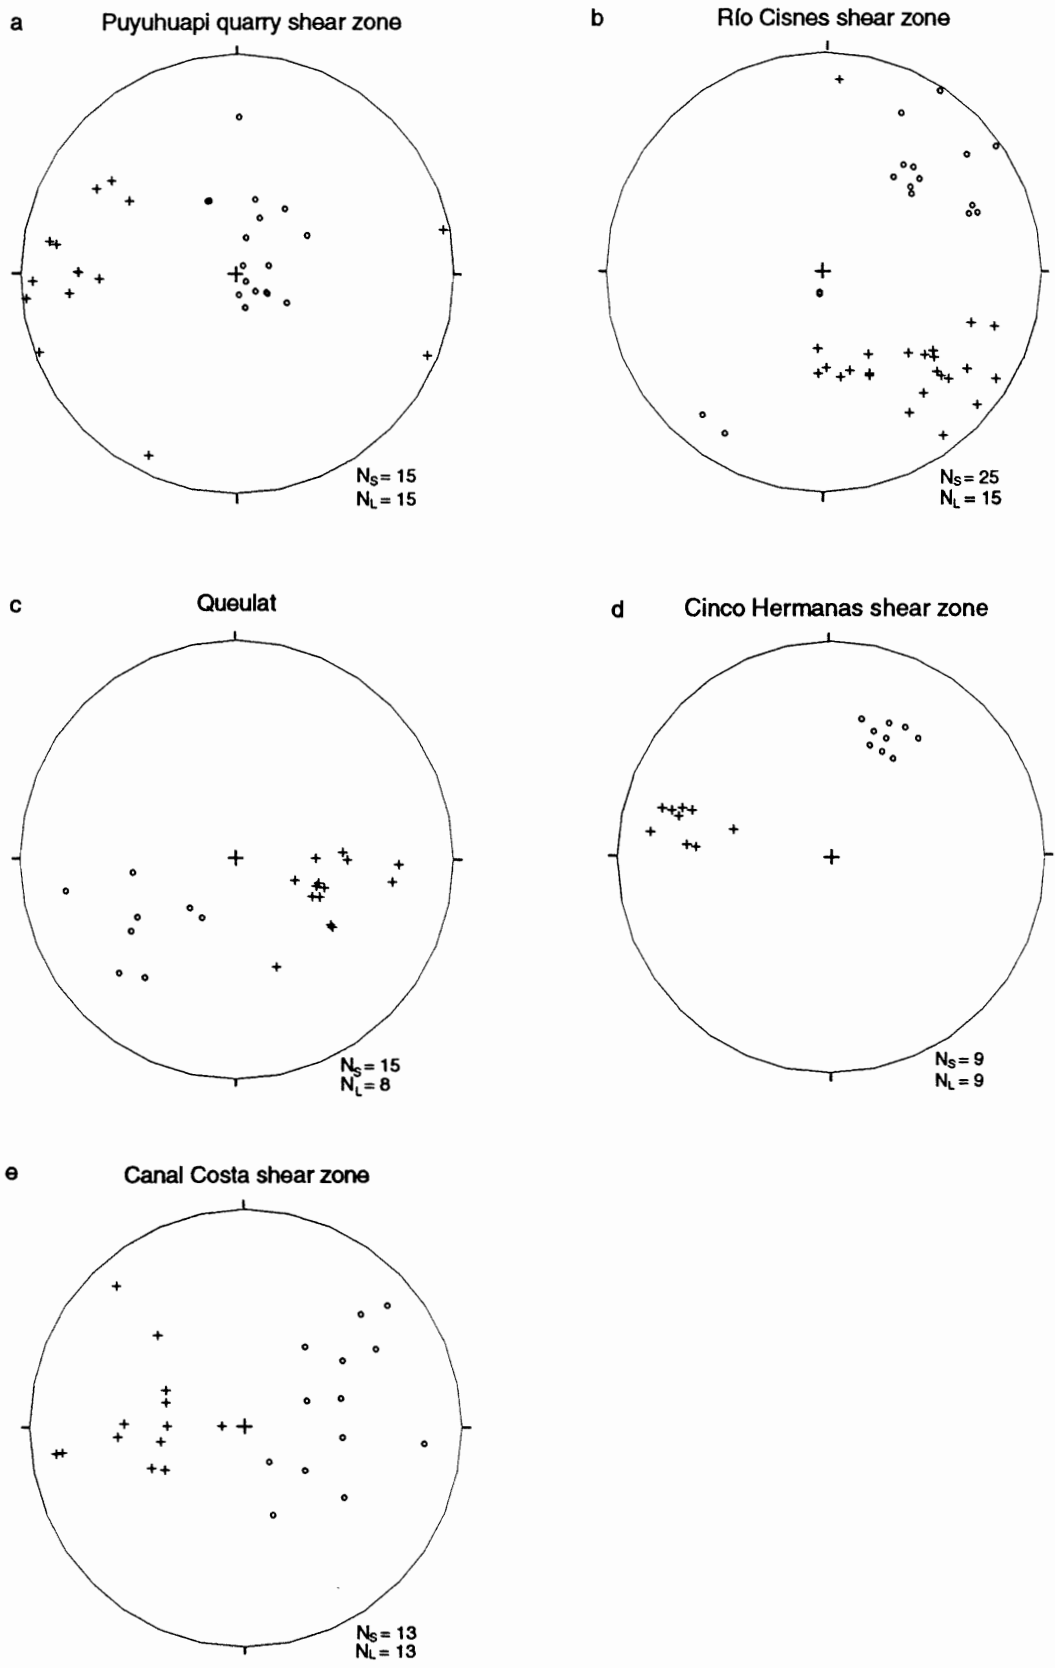 a Puyuhuapi quarry shear zone
N_S = 15
N_L = 15
b Río Cisnes shear zone
N_S = 25
N_L = 15
c Queulat
N_S = 15
N_L = 8
d Cinco Hermanas shear zone
N_S = 9
N_L = 9
e Canal Costa shear zone
N_S = 13
N_L = 13